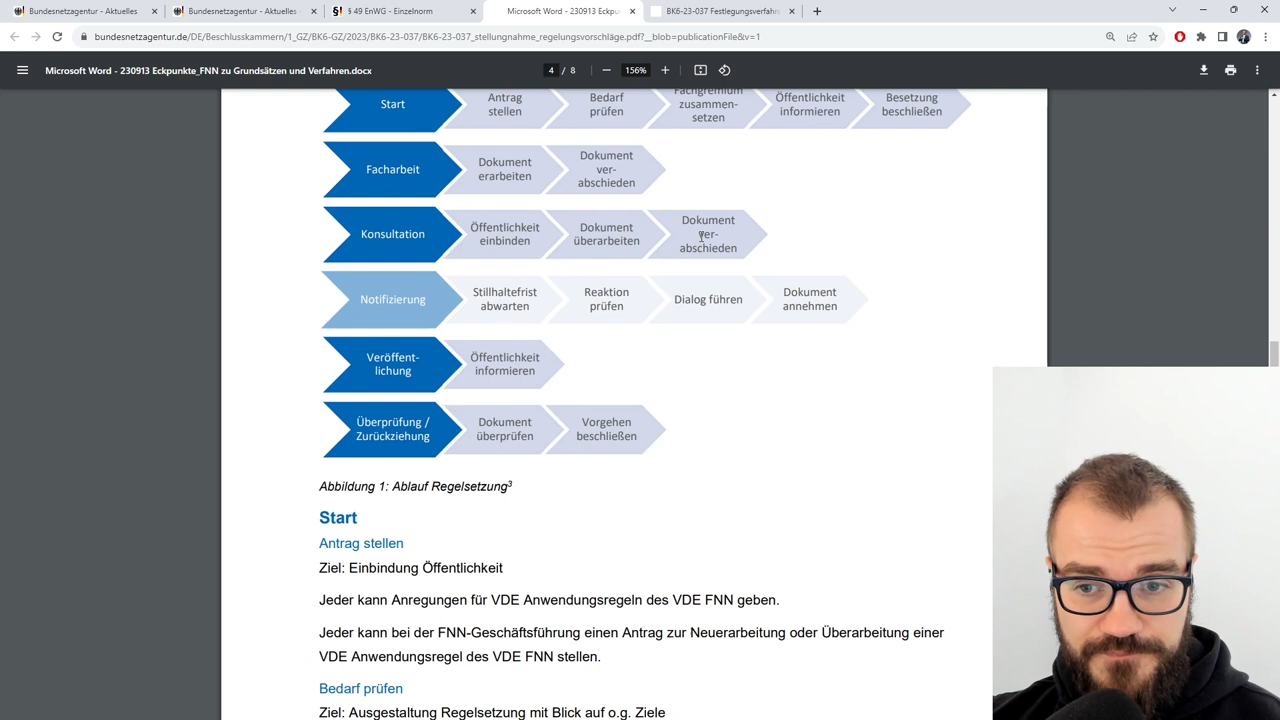 Bundesnetzagentur - Aktuelles
Bundesnetzagentur - Aktuelles -
§ 49 EnWG - Einzelnorm
Microsoft Word - 230913 Eckpunk
BK6-23-037 Festlegungsverfahr
bundesnetzagentur.de/DE/Beschlusskammern/1_GZ/BK6-GZ/2023/BK6-23-037/BK6-23-037_stellungnahme_regelungsvorschläge.pdf?__blob=publicationFile&v=1
Microsoft Word - 230913 Eckpunkte_FNN zu Grundsätzen und Verfahren.docx
4 / 8
156%
Start
Antrag
stellen
Bedarf
prüfen
Fachgremium
zusammen-
setzen
Öffentlichkeit
informieren
Besetzung
beschließen
Facharbeit
Dokument
erarbeiten
Dokument
ver-
abschieden
Konsultation
Öffentlichkeit
einbinden
Dokument
überarbeiten
Dokument
ver-
abschieden
Notifizierung
Stillhaltefrist
abwarten
Reaktion
prüfen
Dialog führen
Dokument
annehmen
Veröffent-
lichung
Öffentlichkeit
informieren
Überprüfung /
Zurückziehung
Dokument
überprüfen
Vorgehen
beschließen
Abbildung 1: Ablauf Regelsetzung³
Start
Antrag stellen
Ziel: Einbindung Öffentlichkeit
Jeder kann Anregungen für VDE Anwendungsregeln des VDE FNN geben.
Jeder kann bei der FNN-Geschäftsführung einen Antrag zur Neuerarbeitung oder Überarbeitung einer
VDE Anwendungsregel des VDE FNN stellen.
Bedarf prüfen
Ziel: Ausgestaltung Regelsetzung mit Blick auf o.g. Ziele